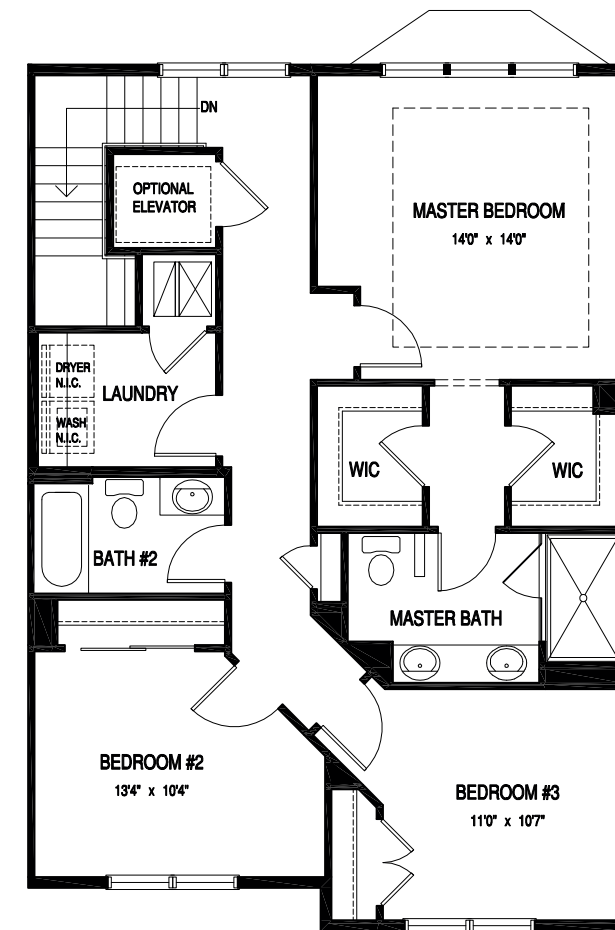 DN
OPTIONAL
ELEVATOR
MASTER BEDROOM
14'0" x 14'0"
DRYER
N.I.C.
LAUNDRY
WASH
N.I.C.
WIC
WIC
BATH #2
MASTER BATH
BEDROOM #2
13'4" x 10'4"
BEDROOM #3
11'0" x 10'7"